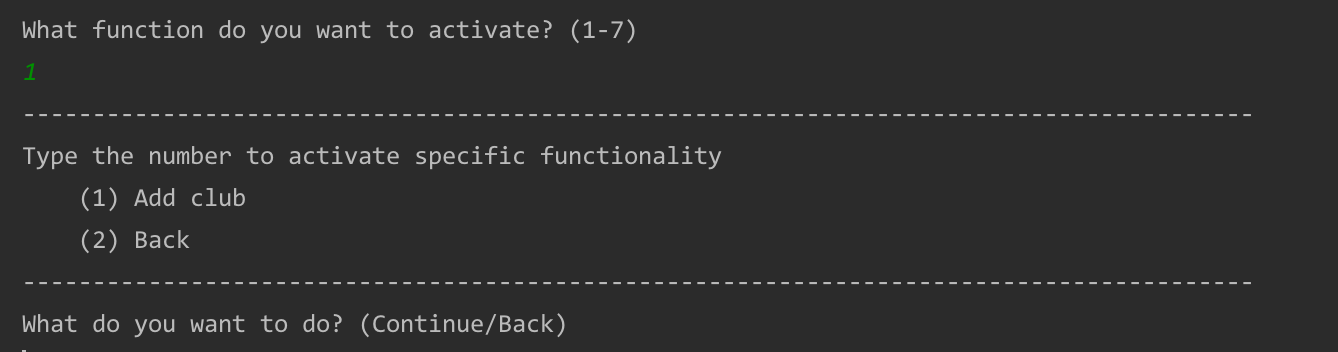 What function do you want to activate? (1-7)
1
----------------------------------------------------------------------------------------
Type the number to activate specific functionality
    (1) Add club
    (2) Back
----------------------------------------------------------------------------------------
What do you want to do? (Continue/Back)